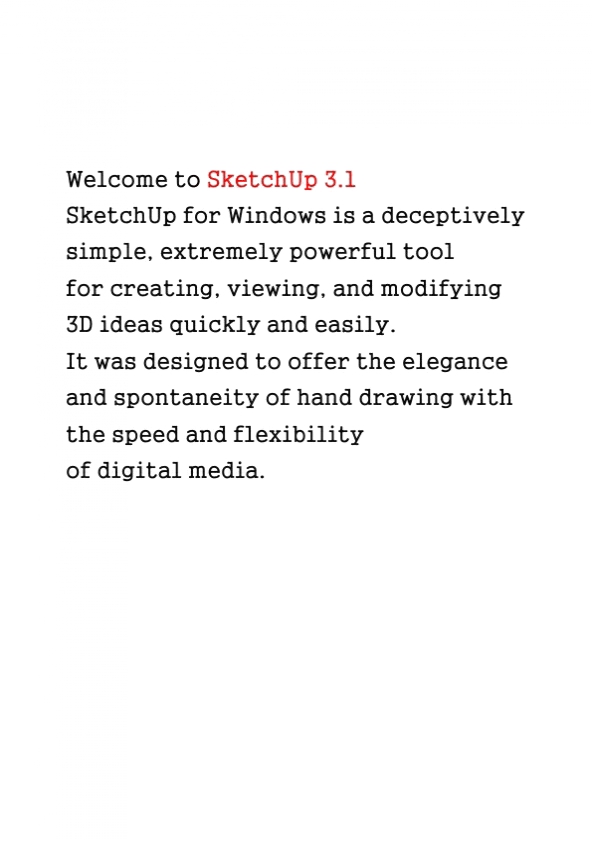 Welcome to SketchUp 3.1
SketchUp for Windows is a deceptively
simple, extremely powerful tool
for creating, viewing, and modifying
3D ideas quickly and easily.
It was designed to offer the elegance
and spontaneity of hand drawing with
the speed and flexibility
of digital media.